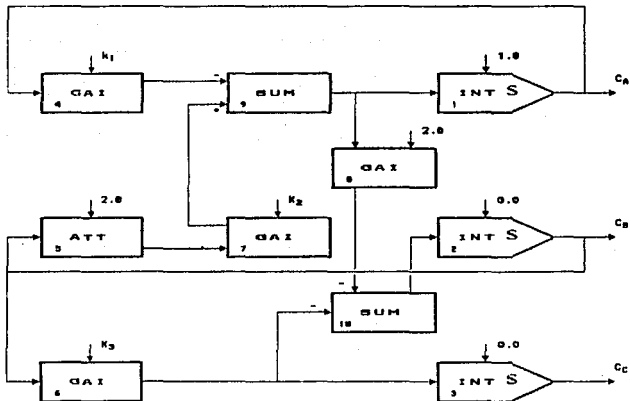 k1
1.0
CA
GAI
4
-
SUM
9
+
INT S
1
2.0
GAI
8
2.0
K2
0.0
CB
ATT
5
GAI
7
INT S
2
-
-
SUM
10
K3
0.0
CC
GAI
6
INT S
3